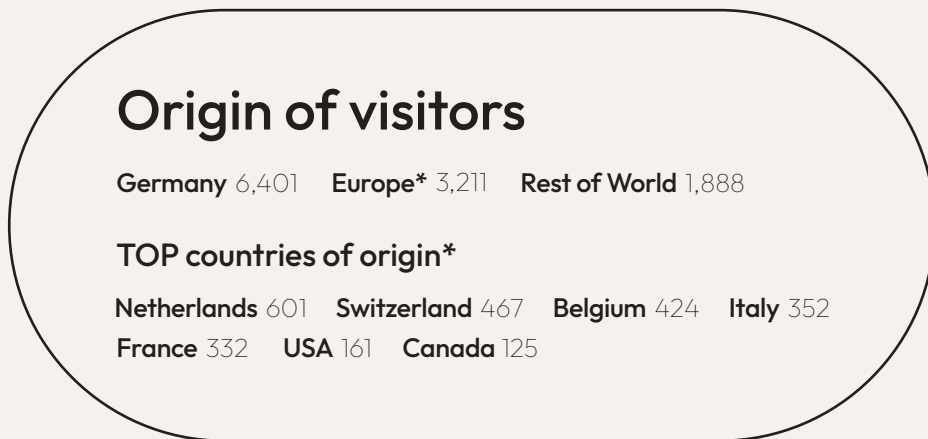 Origin of visitors
Germany 6,401 Europe* 3,211 Rest of World 1,888
TOP countries of origin*
Netherlands 601 Switzerland 467 Belgium 424 Italy 352
France 332 USA 161 Canada 125